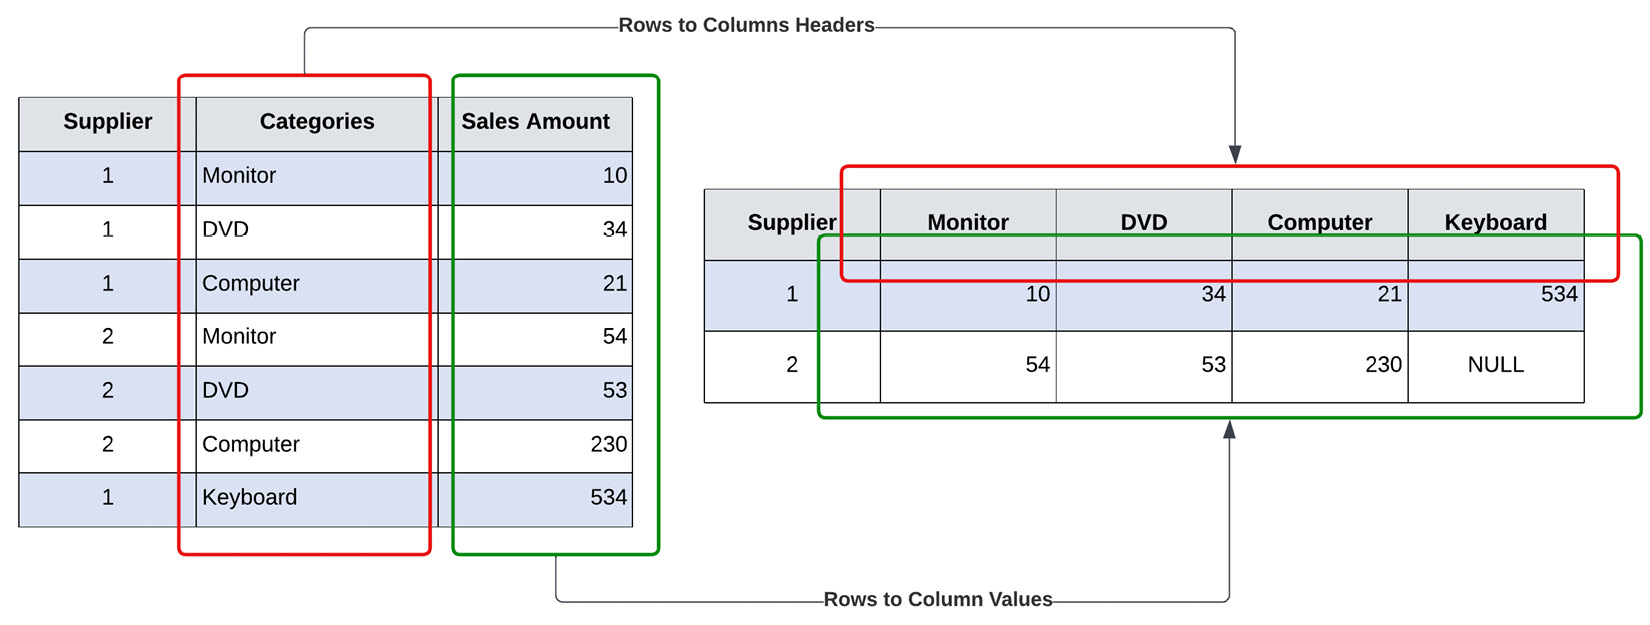 Rows to Columns Headers
Supplier Categories Sales Amount
1 Monitor 10
1 DVD 34
1 Computer 21
2 Monitor 54
2 DVD 53
2 Computer 230
1 Keyboard 534
Supplier Monitor DVD Computer Keyboard
1 10 34 21 534
2 54 53 230 NULL
Rows to Column Values